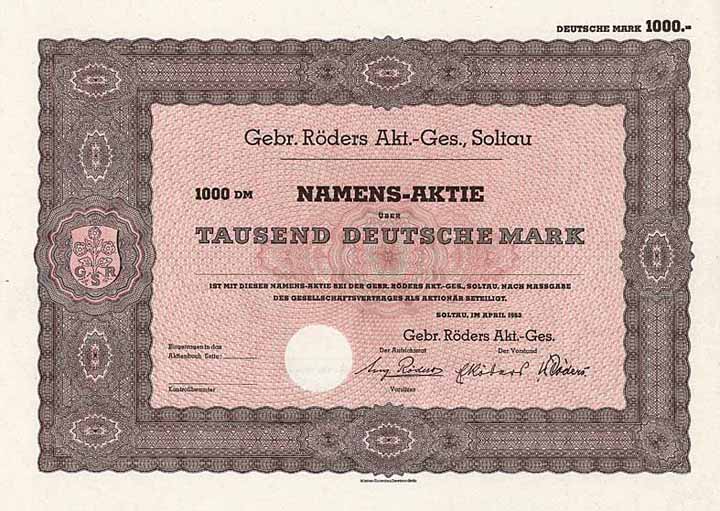 DEUTSCHE MARK 1000.-
Gebr. Röders Akt.-Ges., Soltau
1000 DM NAMENS-AKTIE
ÜBER
TAUSEND DEUTSCHE MARK
IST MIT DIESER NAMENS-AKTIE BEI DER GEBR. RÖDERS AKT.-GES., SOLTAU, NACH MASSGABE
DES GESELLSCHAFTSVERTRAGES ALS AKTIONÄR BETEILIGT.
SOLTAU, IM APRIL 1953
Gebr. Röders Akt.-Ges.
Eingetragen in das
Aktienbuch Seite:
Der Aufsichtsrat
Der Vorstand
Röders
Röders
Kontrollbeamter
Vorsitzer
G S R